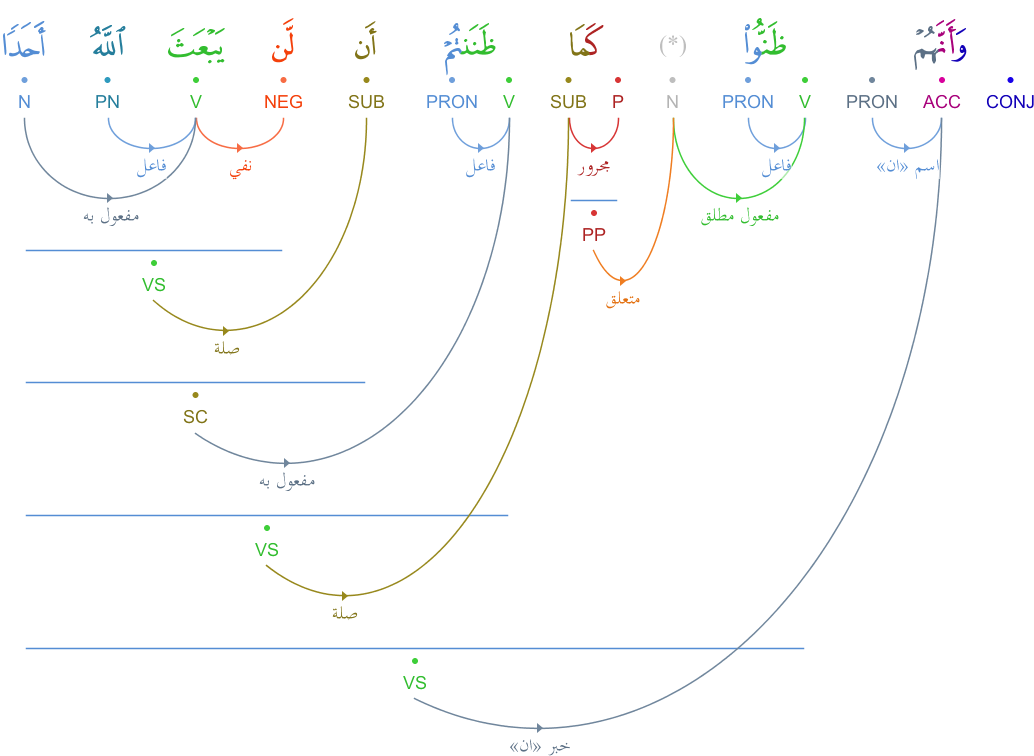 وَأَنَّهُمْ ظَنُّوا۟ (*) كَمَا ظَنَنتُمْ أَن لَّن يَبْعَثَ ٱللَّهُ أَحَدًا
CONJ ACC PRON V PRON N P SUB V PRON SUB NEG V PN N
اسم «ان» فاعل مجرور فاعل نفي فاعل
مفعول مطلق مفعول به
PP
متعلق
VS
صلة
SC
مفعول به
VS
صلة
VS
خبر «ان»